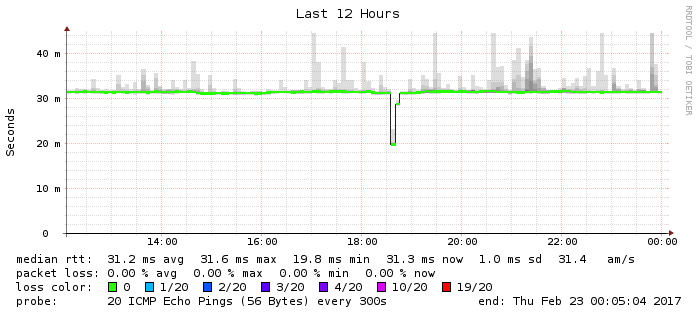 Last 12 Hours
RRDTOOL / TOBI OETIKER
Seconds
40 m
30 m
20 m
10 m
0
14:00 16:00 18:00 20:00 22:00 00:00
median rtt: 31.2 ms avg 31.6 ms max 19.8 ms min 31.3 ms now 1.0 ms sd 31.4 am/s
packet loss: 0.00 % avg 0.00 % max 0.00 % min 0.00 % now
loss color: 0 1/20 2/20 3/20 4/20 10/20 19/20
probe: 20 ICMP Echo Pings (56 Bytes) every 300s end: Thu Feb 23 00:05:04 2017